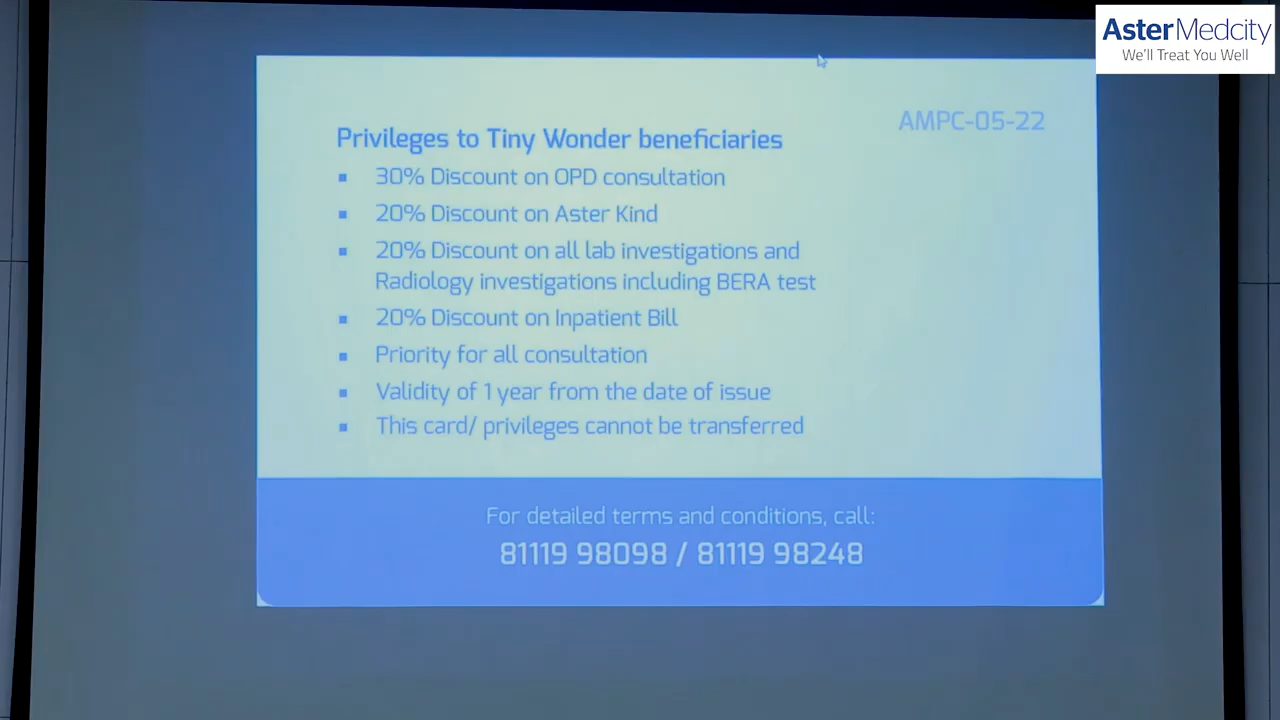 AsterMedcity
We'll Treat You Well
AMPC-05-22
Privileges to Tiny Wonder beneficiaries
▪ 30% Discount on OPD consultation
▪ 20% Discount on Aster Kind
▪ 20% Discount on all lab investigations and
Radiology investigations including BERA test
▪ 20% Discount on Inpatient Bill
▪ Priority for all consultation
▪ Validity of 1 year from the date of issue
▪ This card/ privileges cannot be transferred
For detailed terms and conditions, call:
81119 98098 / 81119 98248